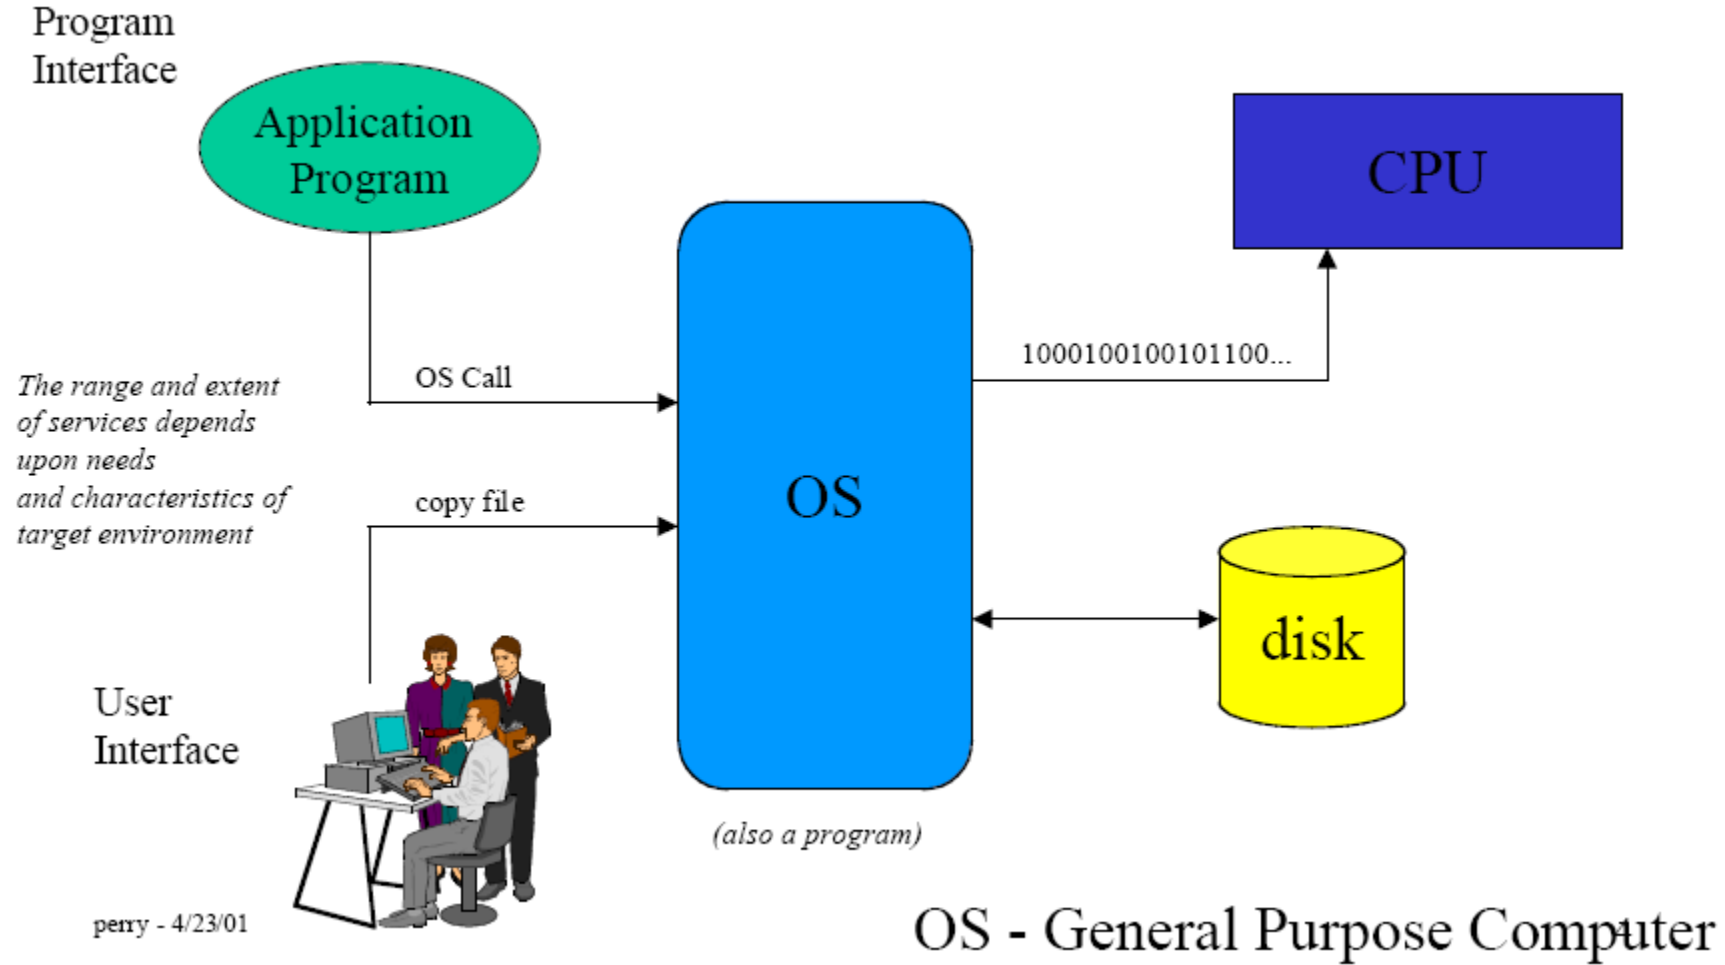 Program
Interface
Application
Program
CPU
1000100100101100...
OS Call
The range and extent
of services depends
upon needs
and characteristics of
target environment
copy file
OS
disk
User
Interface
(also a program)
perry - 4/23/01
OS - General Purpose Computer